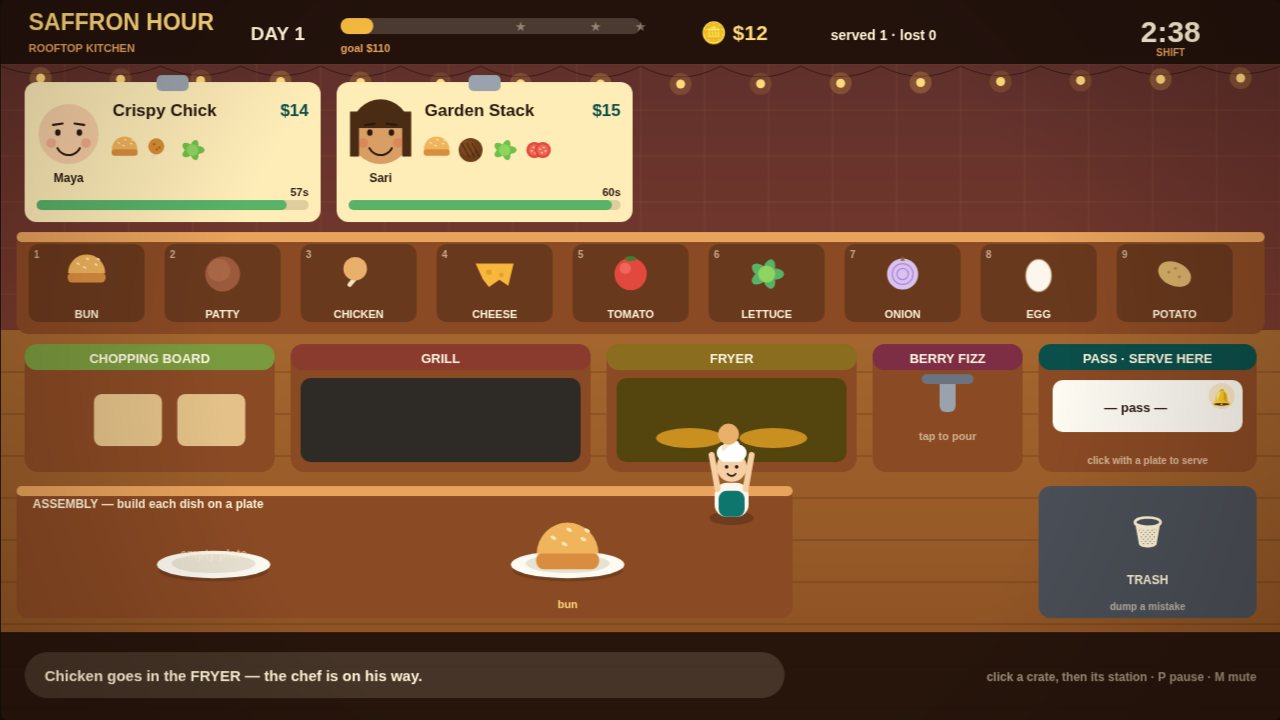 SAFFRON HOUR
ROOFTOP KITCHEN
DAY 1
goal $110
$12
served 1 · lost 0
2:38
SHIFT
Crispy Chick
$14
Maya
57s
Garden Stack
$15
Sari
60s
1
BUN
2
PATTY
3
CHICKEN
4
CHEESE
5
TOMATO
6
LETTUCE
7
ONION
8
EGG
9
POTATO
CHOPPING BOARD
GRILL
FRYER
BERRY FIZZ
tap to pour
PASS · SERVE HERE
— pass —
click with a plate to serve
ASSEMBLY — build each dish on a plate
empty plate
bun
TRASH
dump a mistake
Chicken goes in the FRYER — the chef is on his way.
click a crate, then its station · P pause · M mute